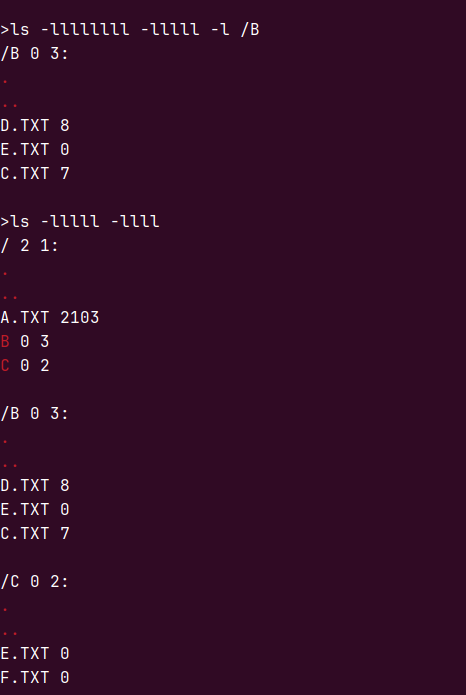 >ls -llllllll -lllll -l /B
/B 0 3:
.
..
D.TXT 8
E.TXT 0
C.TXT 7
>ls -lllll -llll
/ 2 1:
.
..
A.TXT 2103
B 0 3
C 0 2
/B 0 3:
.
..
D.TXT 8
E.TXT 0
C.TXT 7
/C 0 2:
.
..
E.TXT 0
F.TXT 0